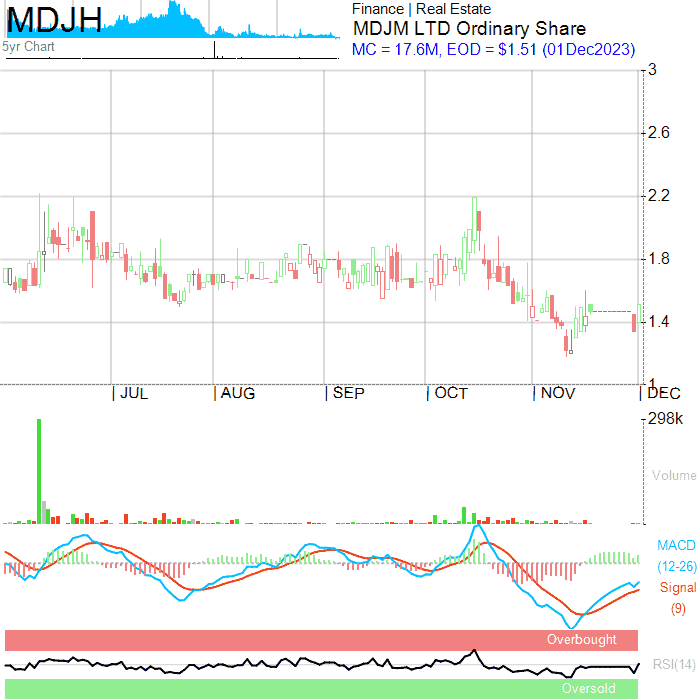 MDJH
Finance | Real Estate
MDJM LTD Ordinary Share
MC = 17.6M, EOD = $1.51 (01Dec2023)
5yr Chart
3
2.6
2.2
1.8
1.4
1
| JUL | AUG | SEP | OCT | NOV | DEC
298k
Volume
MACD
(12-26)
Signal
(9)
Overbought
RSI(14)
Oversold